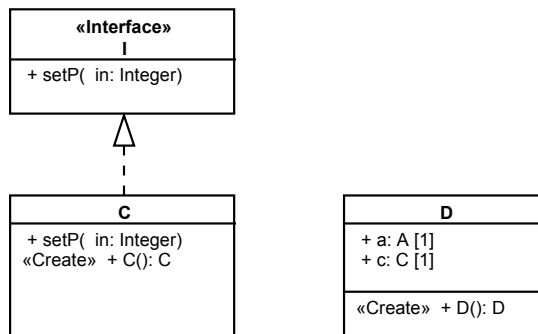 «Interface»
I
+ setP( in: Integer)
C
+ setP( in: Integer)
«Create» + C(): C
D
+ a: A [1]
+ c: C [1]
«Create» + D(): D